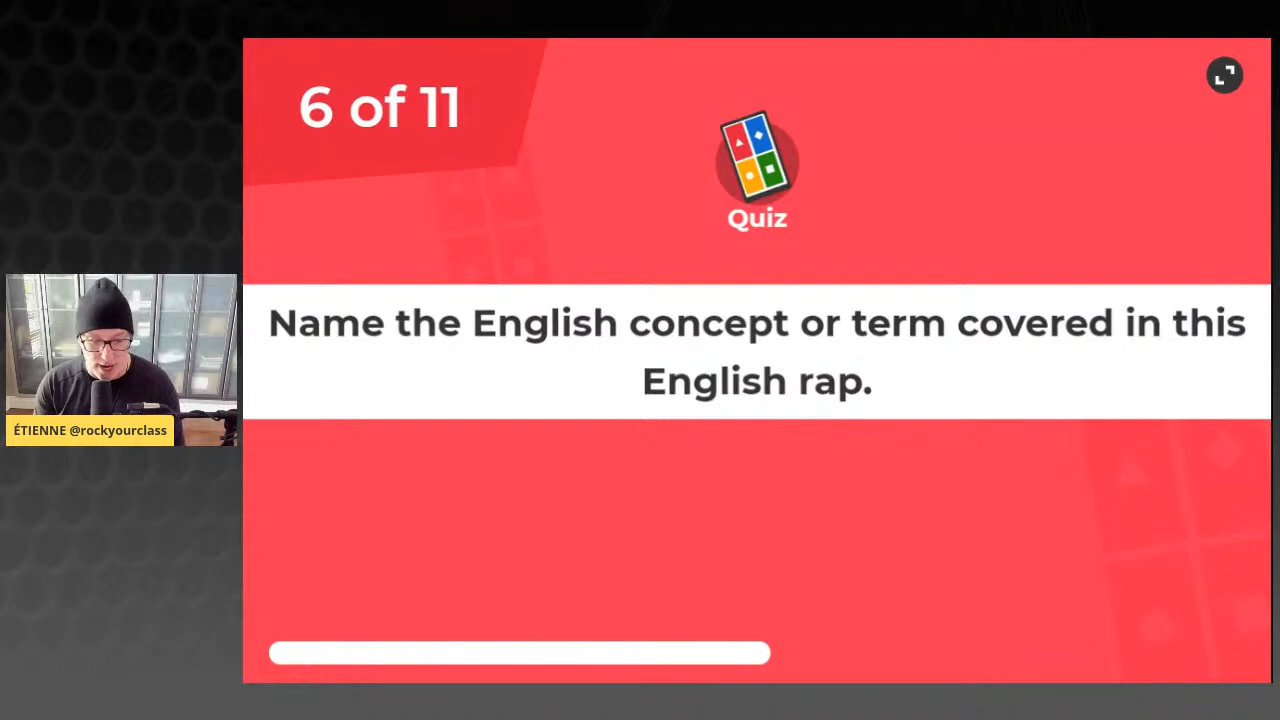 6 of 11
Quiz
Name the English concept or term covered in this
English rap.
ÉTIENNE @rockyourclass